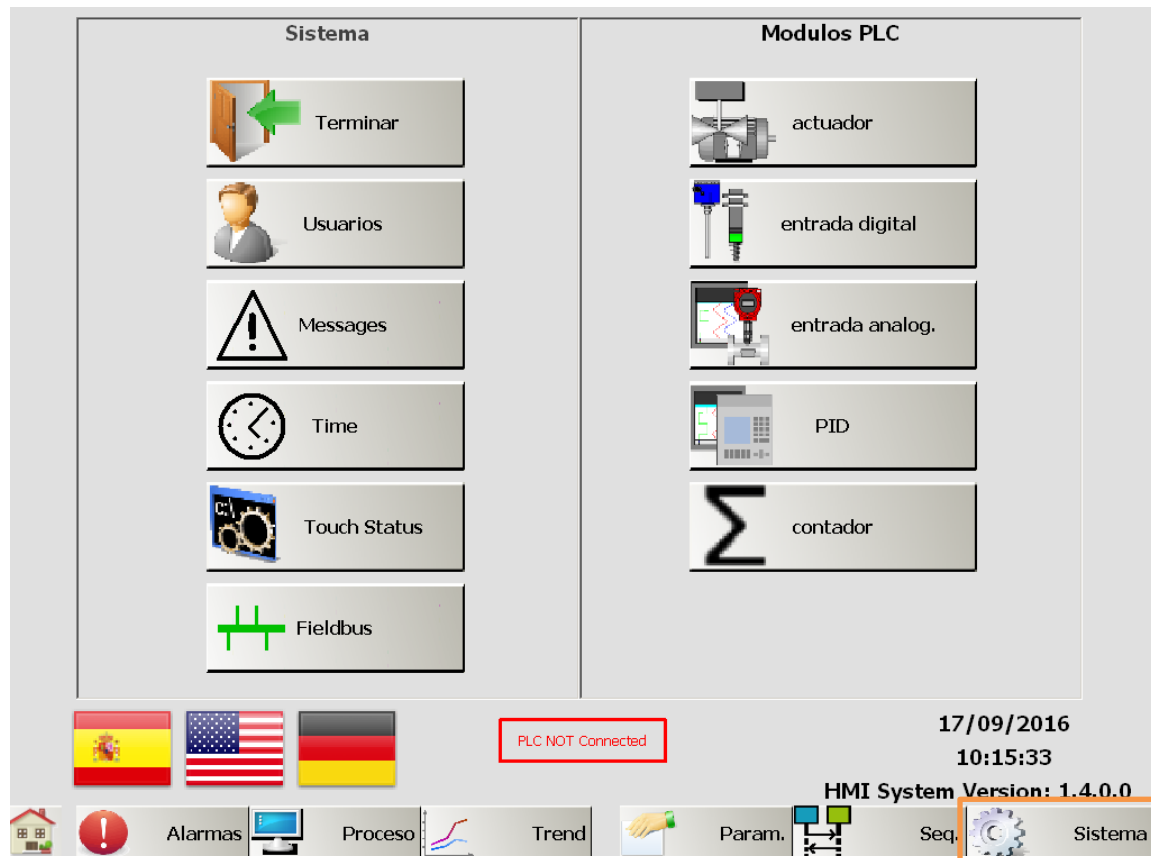 Sistema
Terminar
Usuarios
Messages
Time
c:\
Touch Status
Fieldbus
Modulos PLC
actuador
entrada digital
entrada analog.
PID
Σ
contador
PLC NOT Connected
17/09/2016
10:15:33
HMI System Version: 1.4.0.0
Alarmas
Proceso
Trend
Param.
Seq.
Sistema